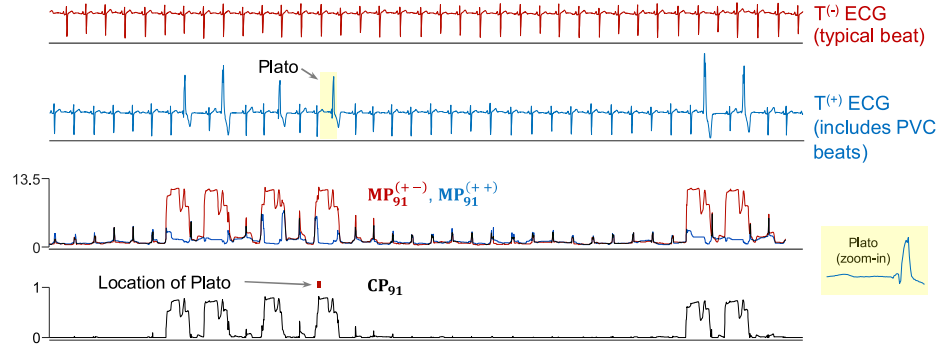 T(-) ECG
(typical beat)
Plato
T(+) ECG
(includes PVC
beats)
13.5
MP91(+−), MP91(++)
0
Plato
(zoom-in)
Location of Plato
CP91
1
0